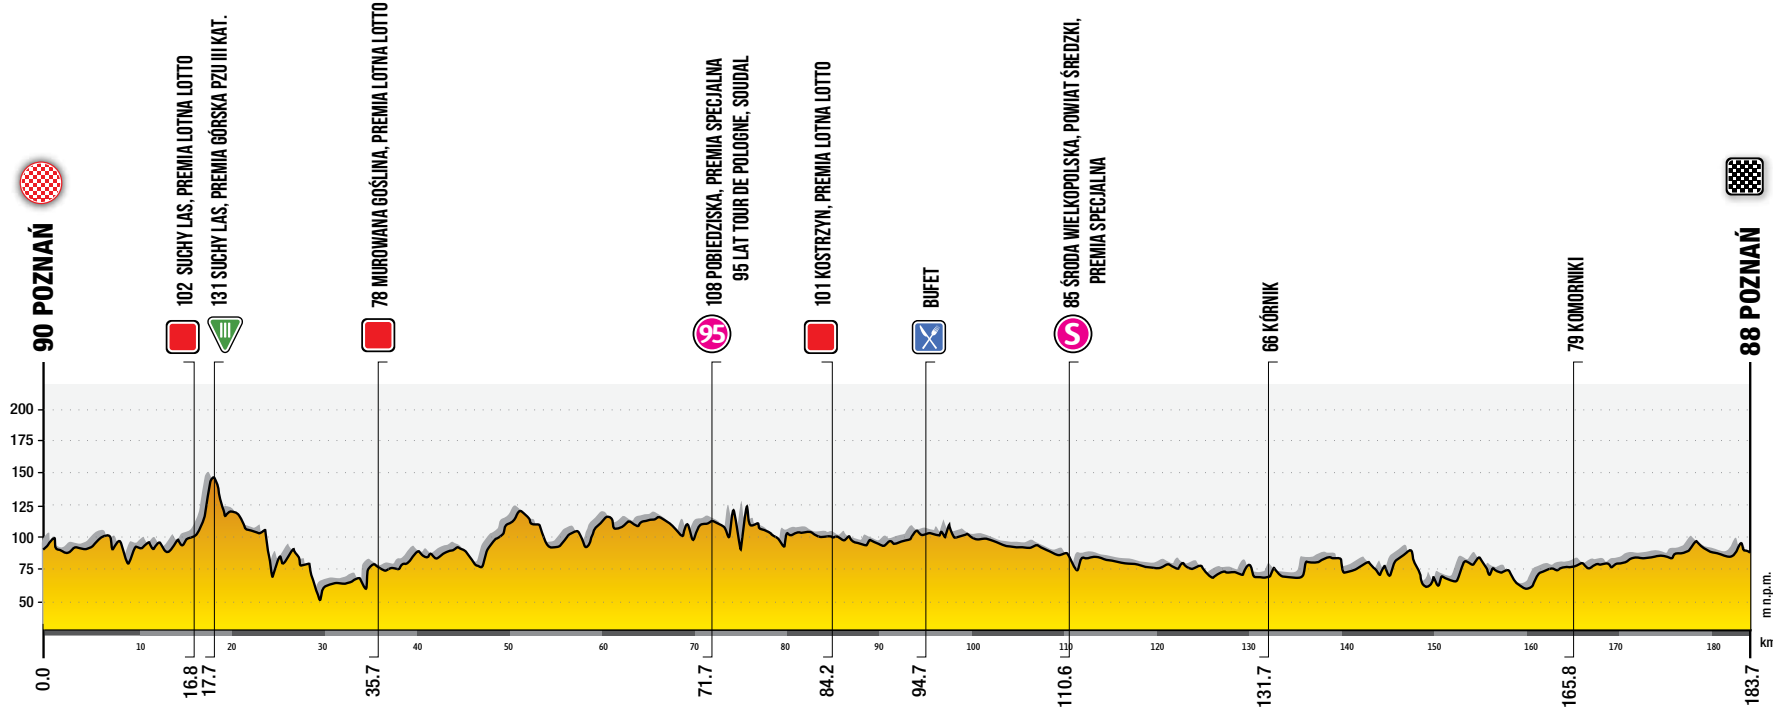 90 POZNAŃ
102 SUCHY LAS, PREMIA LOTNA LOTTO
131 SUCHY LAS, PREMIA GÓRSKA PZU III KAT.
78 MUROWANA GOŚLINA, PREMIA LOTNA LOTTO
108 POBIEDZISKA, PREMIA SPECJALNA
95 LAT TOUR DE POLOGNE, SOUDAL
101 KOSTRZYN, PREMIA LOTNA LOTTO
BUFET
85 ŚRODA WIELKOPOLSKA, POWIAT ŚREDZKI,
PREMIA SPECJALNA
66 KÓRNIK
79 KOMORNIKI
88 POZNAŃ
III
95
S
200
175
150
125
100
75
50
m n.p.m.
10 20 30 40 50 60 70 80 90 100 110 120 130 140 150 160 170 180
km
0.0 16.8 17.7 35.7 71.7 84.2 94.7 110.6 131.7 165.8 183.7